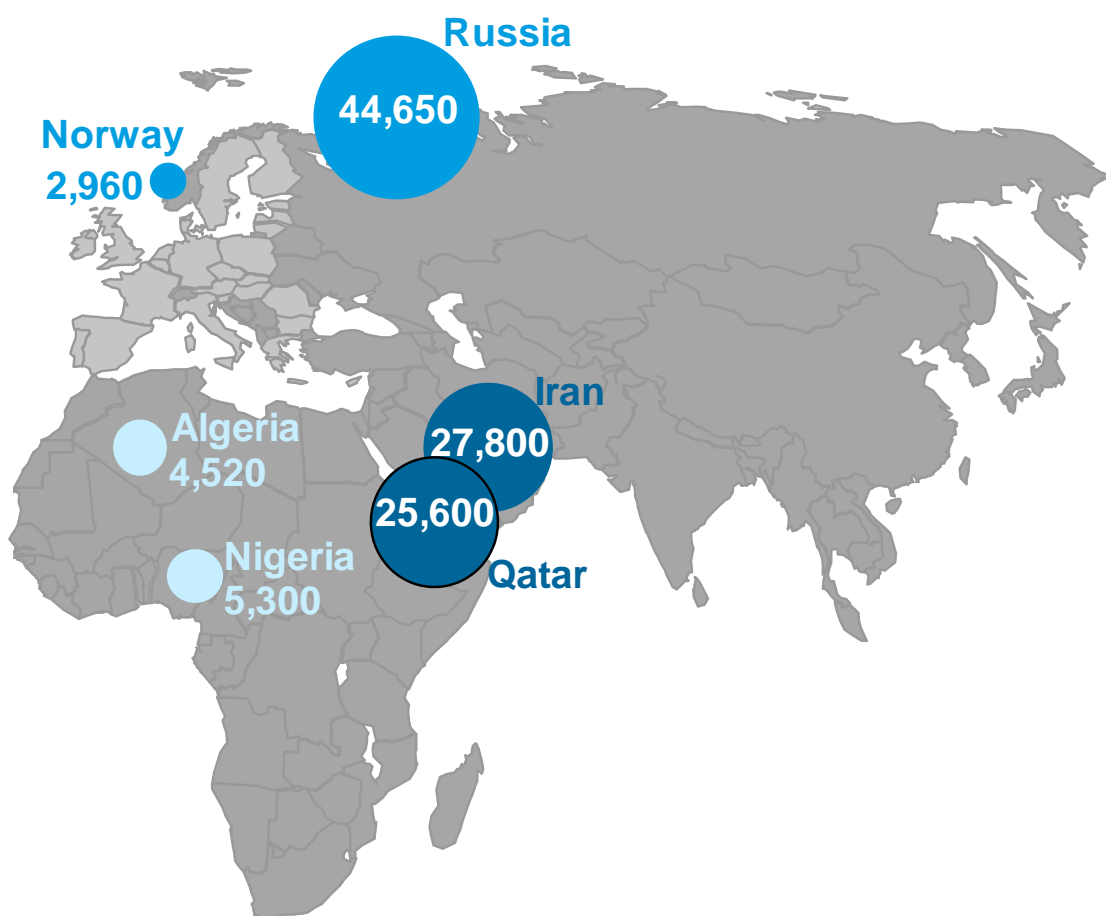 Russia
44,650
Norway
2,960
Iran
27,800
Algeria
4,520
25,600
Qatar
Nigeria
5,300